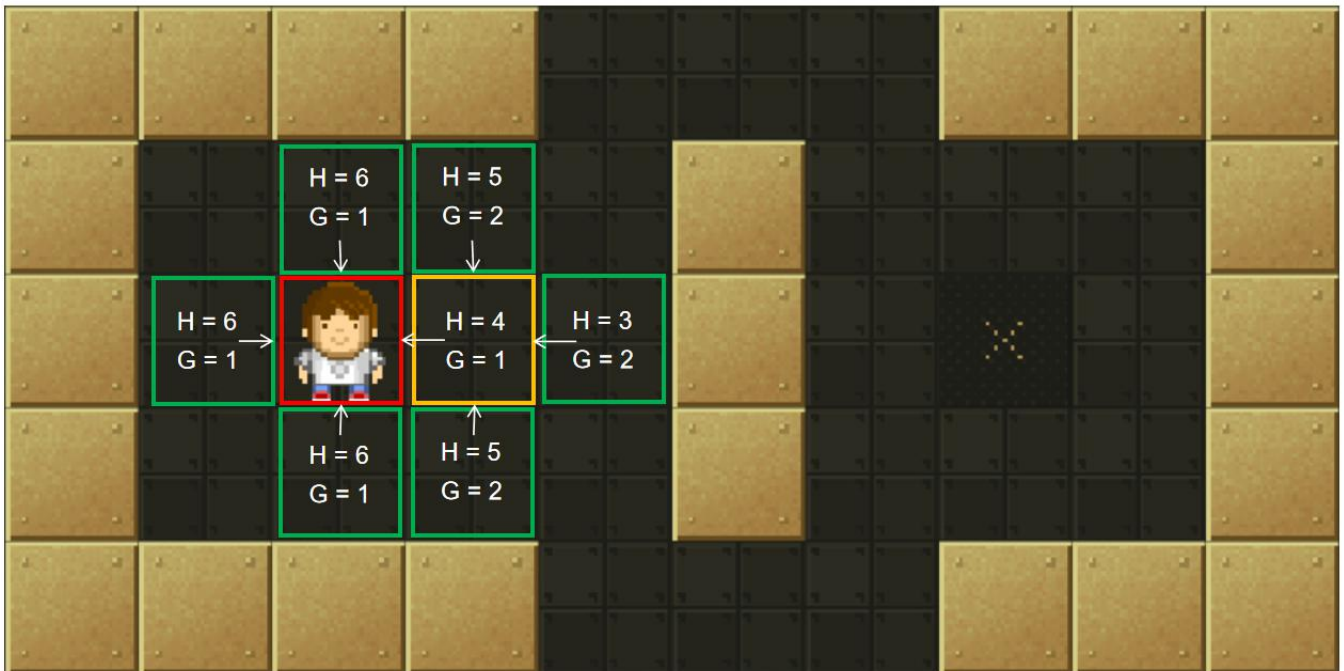 H = 6
G = 1
H = 5
G = 2
H = 6
G = 1
H = 4
G = 1
H = 3
G = 2
H = 6
G = 1
H = 5
G = 2